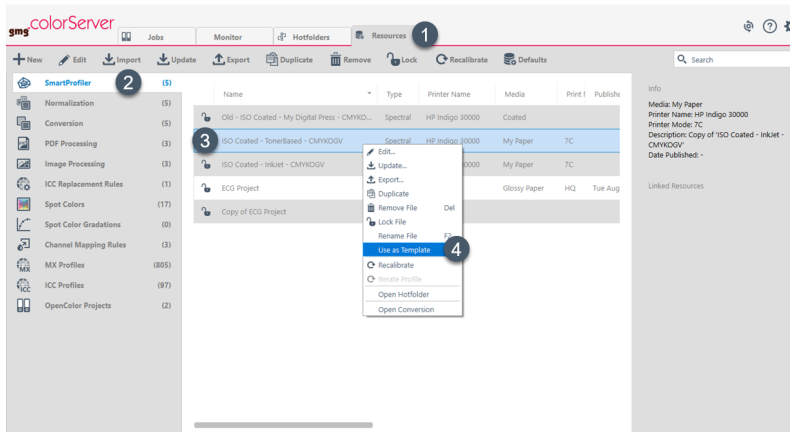 gmg colorServer
Jobs
Monitor
Hotfolders
Resources
1
New
Edit
Import
Update
Export
Duplicate
Remove
Lock
Recalibrate
Defaults
Search
SmartProfiler (5)
2
Normalization (5)
Conversion (5)
PDF Processing (3)
Image Processing (3)
ICC Replacement Rules (1)
Spot Colors (17)
Spot Color Gradations (0)
Channel Mapping Rules (3)
MX MX Profiles (805)
ICC ICC Profiles (97)
OpenColor Projects (2)
Name Type Printer Name Media Print Publishe
Old - ISO Coated - My Digital Press - CMYKO... Spectral HP Indigo 30000 Coated
3 ISO Coated - TonerBased - CMYKOGV Spectral HP Indigo 30000 My Paper 7C
ISO Coated - InkJet - CMYKOGV 0000 My Paper 7C
ECG Project Glossy Paper HQ Tue Aug
Copy of ECG Project
Edit...
Update...
Export...
Duplicate
Remove File Del
Lock File
Rename File F2
Use as Template 4
Recalibrate
Iterate Profile
Open Hotfolder
Open Conversion
Info
Media: My Paper
Printer Name: HP Indigo 30000
Printer Mode: 7C
Description: Copy of 'ISO Coated - InkJet -
CMYKOGV'
Date Published: -
Linked Resources